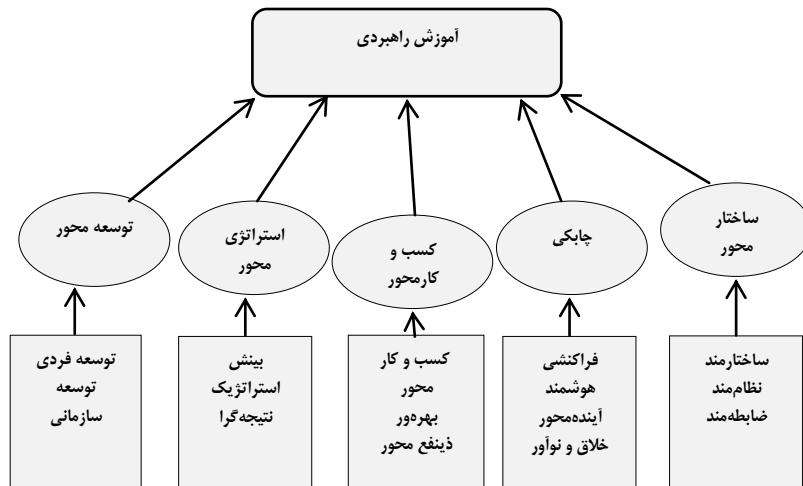 آموزش راهبردی
ساختار
محور
چابکی
کسب و
کارمحور
استراتژی
محور
توسعه محور
ساختارمند
نظام‌مند
ضابطه‌مند
فراکنشی
هوشمند
آینده‌محور
خلاق و نوآور
کسب و کار
محور
بهره‌ور
ذینفع محور
بینش
استراتژیک
نتیجه‌گرا
توسعه فردی
توسعه
سازمانی